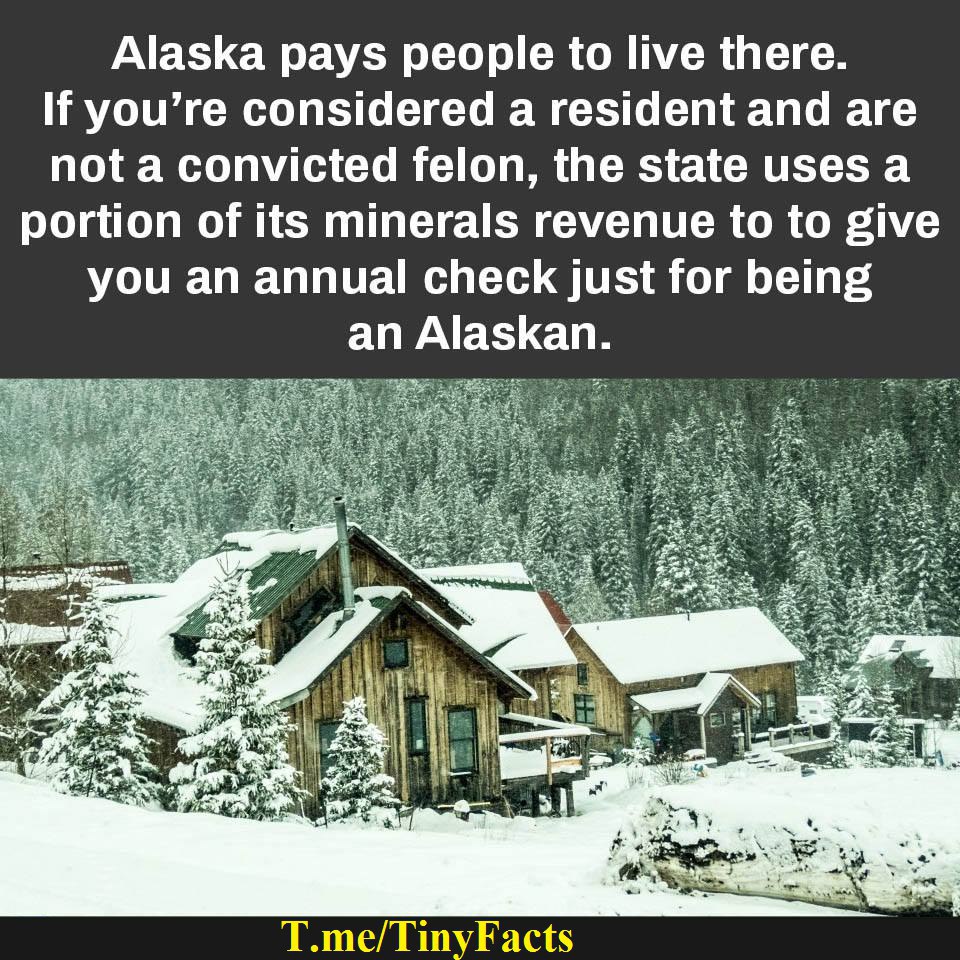 Alaska pays people to live there.
If you’re considered a resident and are
not a convicted felon, the state uses a
portion of its minerals revenue to to give
you an annual check just for being
an Alaskan.
T.me/TinyFacts